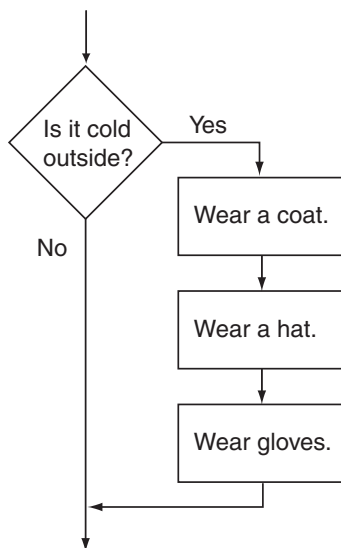 Is it cold
outside?
Yes
Wear a coat.
No
Wear a hat.
Wear gloves.